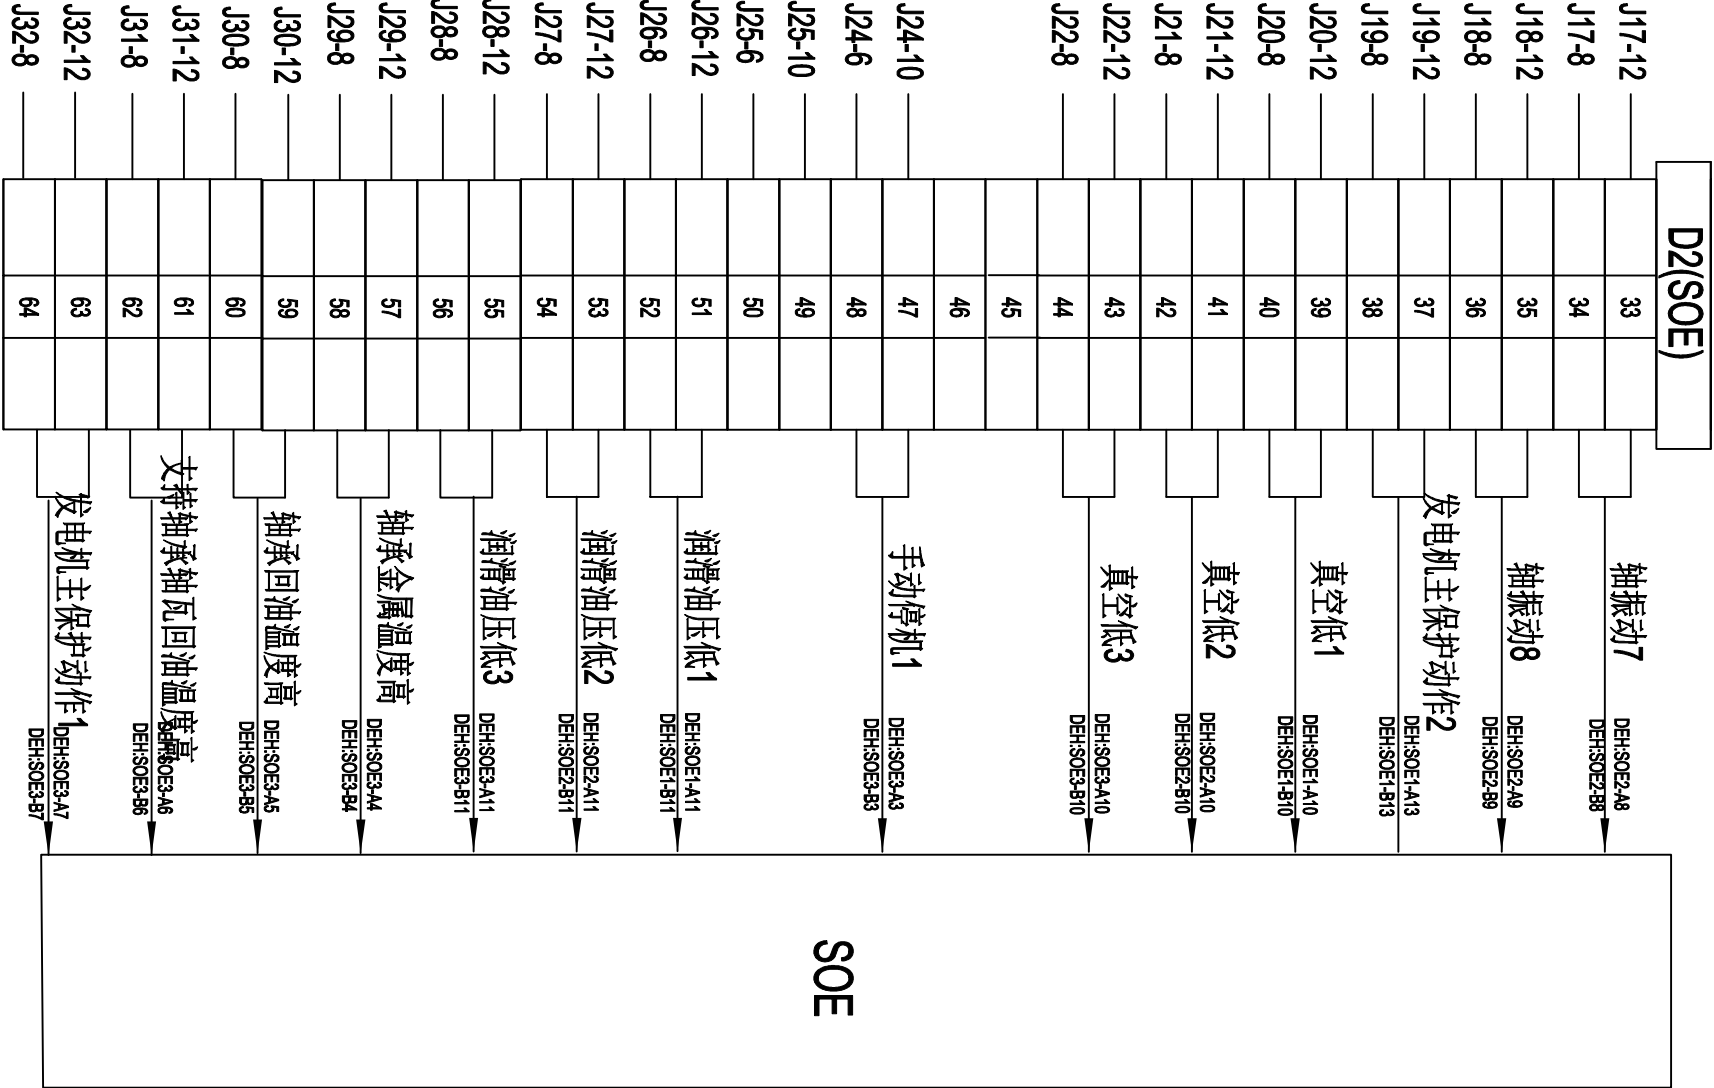 D2(SOE)
J17-12 33
J17-8 34
轴振动7
DEH:SOE2-A8
DEH:SOE2-B8
J18-12 35
J18-8 36
轴振动8
DEH:SOE2-A9
DEH:SOE2-B9
J19-12 37
J19-8 38
发电机主保护动作2
DEH:SOE1-A13
DEH:SOE1-B13
J20-12 39
J20-8 40
真空低1
DEH:SOE1-A10
DEH:SOE1-B10
J21-12 41
J21-8 42
真空低2
DEH:SOE2-A10
DEH:SOE2-B10
J22-12 43
J22-8 44
真空低3
DEH:SOE3-A10
DEH:SOE3-B10
45
46
J24-10 47
J24-6 48
手动停机1
DEH:SOE3-A3
DEH:SOE3-B3
J25-10 49
J25-6 50
J26-12 51
J26-8 52
润滑油压低1
DEH:SOE1-A11
DEH:SOE1-B11
J27-12 53
J27-8 54
润滑油压低2
DEH:SOE2-A11
DEH:SOE2-B11
J28-12 55
J28-8 56
润滑油压低3
DEH:SOE3-A11
DEH:SOE3-B11
J29-12 57
J29-8 58
轴承金属温度高
DEH:SOE3-A4
DEH:SOE3-B4
J30-12 59
J30-8 60
轴承回油温度高
DEH:SOE3-A5
DEH:SOE3-B5
J31-12 61
J31-8 62
支持轴承轴瓦回油温度高
DEH:SOE3-A6
DEH:SOE3-B6
J32-12 63
J32-8 64
发电机主保护动作1
DEH:SOE3-A7
DEH:SOE3-B7
SOE